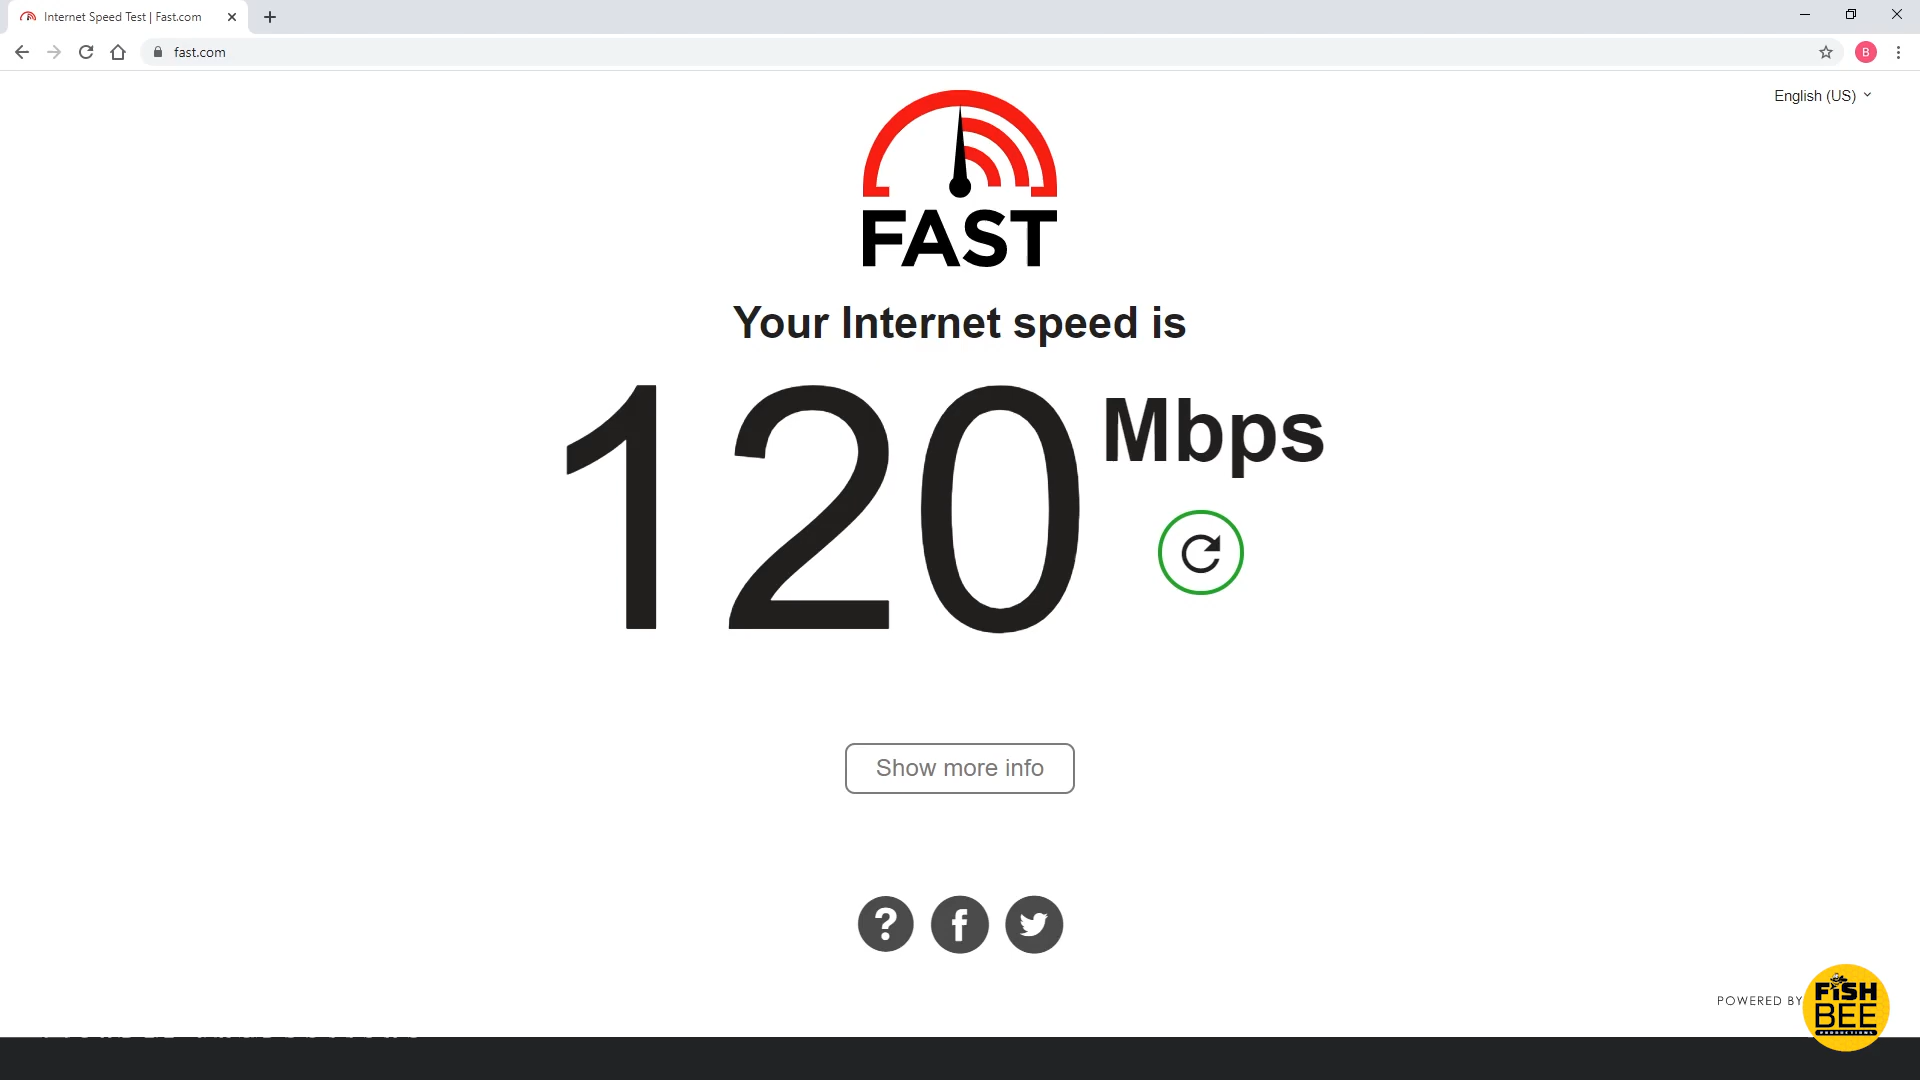 Internet Speed Test | Fast.com
fast.com
B
English (US)
FAST
Your Internet speed is
120 Mbps
Show more info
?
f
POWERED BY
FISH
BEE
PRODUCTIONS